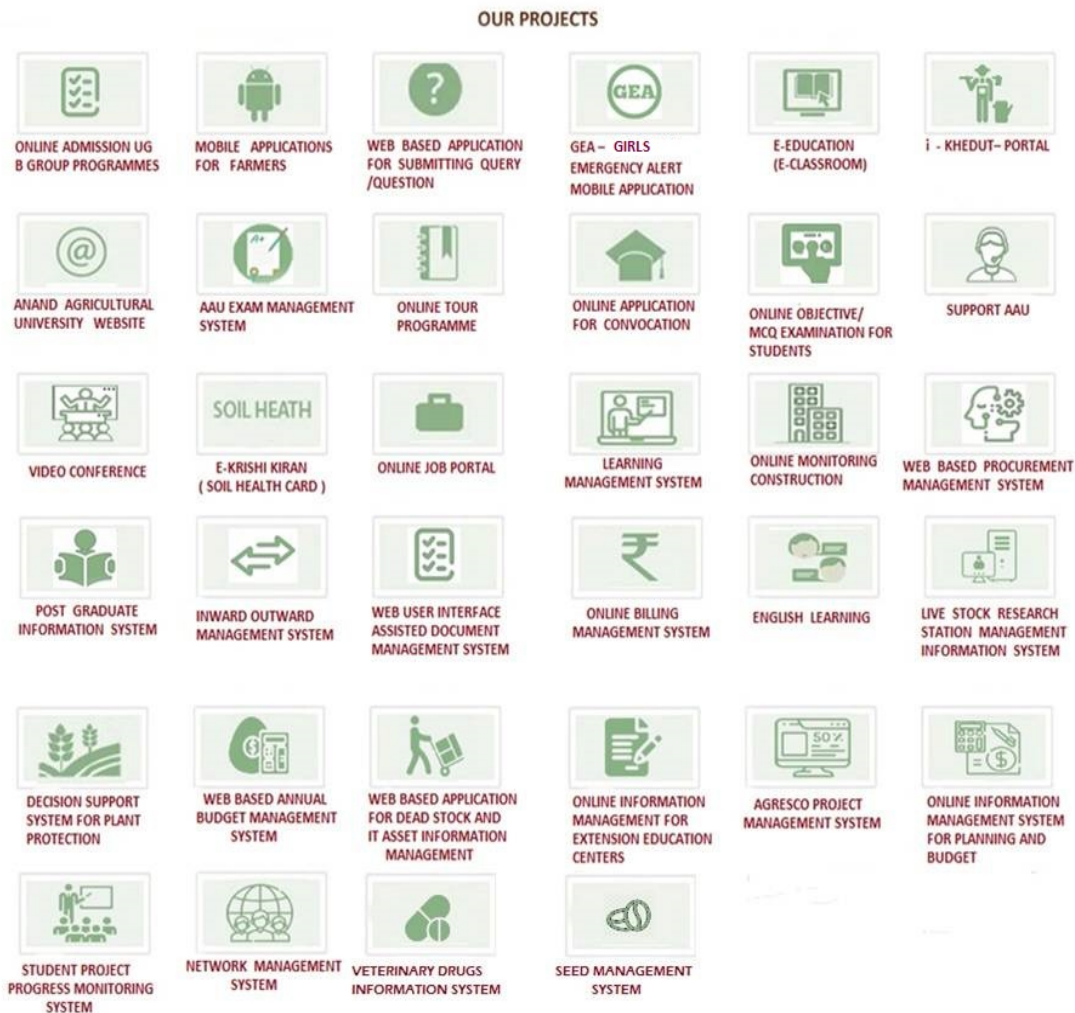 OUR PROJECTS
ONLINE ADMISSION UG
B GROUP PROGRAMMES
MOBILE APPLICATIONS
FOR FARMERS
?
WEB BASED APPLICATION
FOR SUBMITTING QUERY
/QUESTION
GEA
GEA – GIRLS
EMERGENCY ALERT
MOBILE APPLICATION
E-EDUCATION
(E-CLASSROOM)
i - KHEDUT– PORTAL
@
ANAND AGRICULTURAL
UNIVERSITY WEBSITE
A+
AAU EXAM MANAGEMENT
SYSTEM
ONLINE TOUR
PROGRAMME
ONLINE APPLICATION
FOR CONVOCATION
ONLINE OBJECTIVE/
MCQ EXAMINATION FOR
STUDENTS
SUPPORT AAU
VIDEO CONFERENCE
SOIL HEATH
E-KRISHI KIRAN
( SOIL HEALTH CARD )
ONLINE JOB PORTAL
LEARNING
MANAGEMENT SYSTEM
ONLINE MONITORING
CONSTRUCTION
WEB BASED PROCUREMENT
MANAGEMENT SYSTEM
POST GRADUATE
INFORMATION SYSTEM
INWARD OUTWARD
MANAGEMENT SYSTEM
WEB USER INTERFACE
ASSISTED DOCUMENT
MANAGEMENT SYSTEM
₹
ONLINE BILLING
MANAGEMENT SYSTEM
ENGLISH LEARNING
LIVE STOCK RESEARCH
STATION MANAGEMENT
INFORMATION SYSTEM
DECISION SUPPORT
SYSTEM FOR PLANT
PROTECTION
$
WEB BASED ANNUAL
BUDGET MANAGEMENT
SYSTEM
WEB BASED APPLICATION
FOR DEAD STOCK AND
IT ASSET INFORMATION
MANAGEMENT
ONLINE INFORMATION
MANAGEMENT FOR
EXTENSION EDUCATION
CENTERS
50 %
AGRESCO PROJECT
MANAGEMENT SYSTEM
= $
ONLINE INFORMATION
MANAGEMENT SYSTEM
FOR PLANNING AND
BUDGET
STUDENT PROJECT
PROGRESS MONITORING
SYSTEM
NETWORK MANAGEMENT
SYSTEM
VETERINARY DRUGS
INFORMATION SYSTEM
SEED MANAGEMENT
SYSTEM